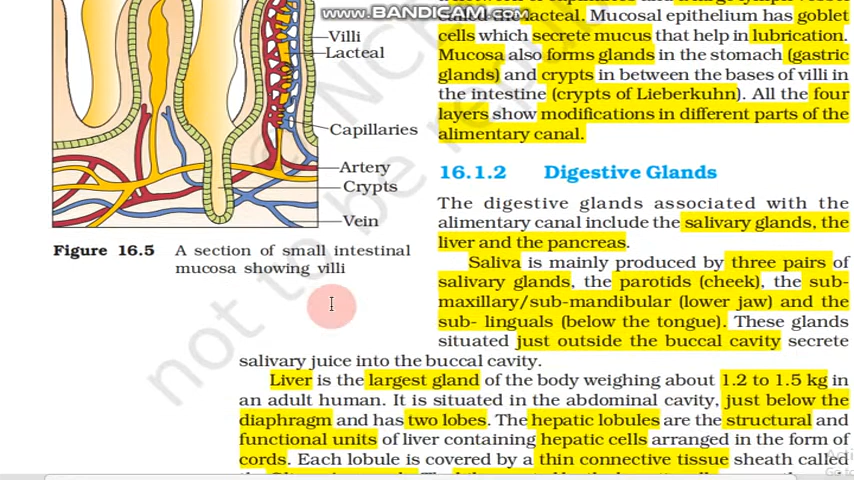 www.BANDICAM.com
lacteal. Mucosal epithelium has goblet
cells which secrete mucus that help in lubrication.
Mucosa also forms glands in the stomach (gastric
glands) and crypts in between the bases of villi in
the intestine (crypts of Lieberkuhn). All the four
layers show modifications in different parts of the
alimentary canal.
Villi
Lacteal
Capillaries
Artery
Crypts
Vein
Figure 16.5 A section of small intestinal
mucosa showing villi
16.1.2 Digestive Glands
The digestive glands associated with the
alimentary canal include the salivary glands, the
liver and the pancreas.
Saliva is mainly produced by three pairs of
salivary glands, the parotids (cheek), the sub-
maxillary/sub-mandibular (lower jaw) and the
sub- linguals (below the tongue). These glands
situated just outside the buccal cavity secrete
salivary juice into the buccal cavity.
Liver is the largest gland of the body weighing about 1.2 to 1.5 kg in
an adult human. It is situated in the abdominal cavity, just below the
diaphragm and has two lobes. The hepatic lobules are the structural and
functional units of liver containing hepatic cells arranged in the form of
cords. Each lobule is covered by a thin connective tissue sheath called
not to be